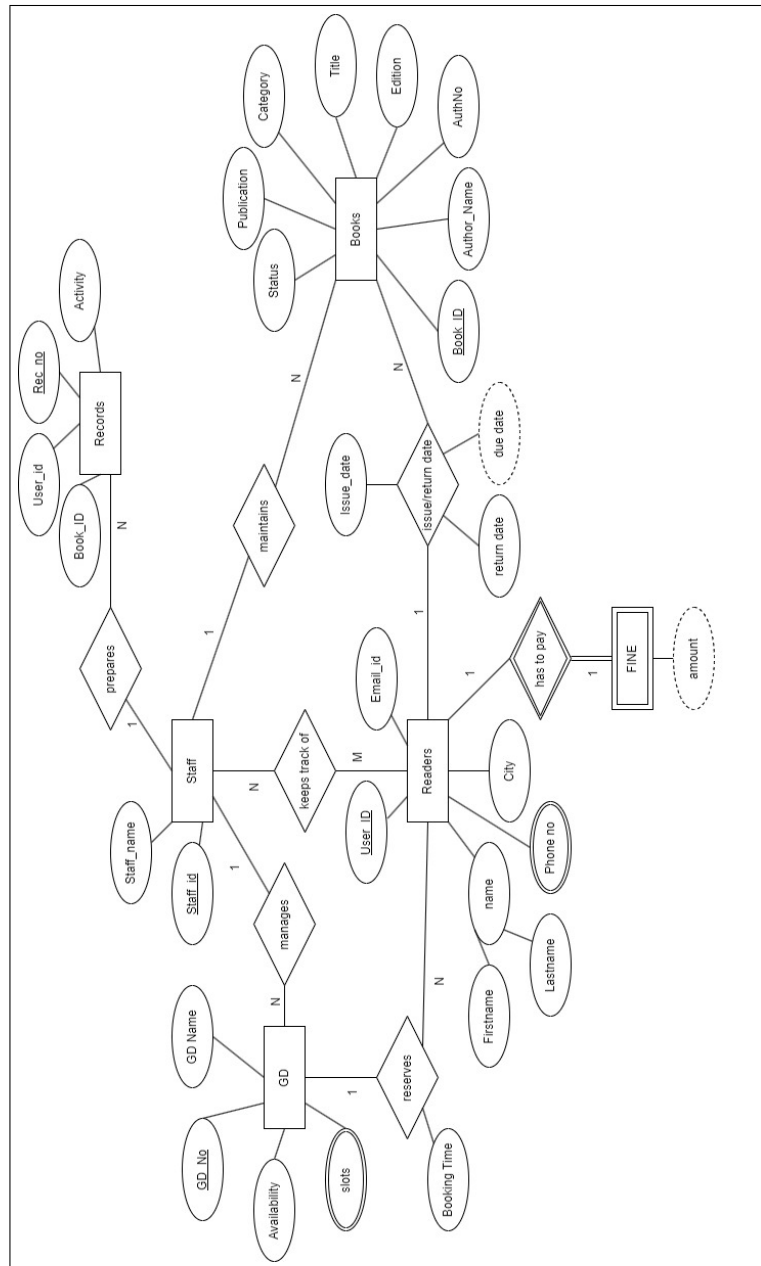 GD_No
GD Name
Availability
slots
GD
Staff_name
Staff_id
Staff
manages
1
N
prepares
1
N
User_id
Rec_no
Book_ID
Activity
Records
maintains
1
N
keeps track of
N
M
reserves
1
N
Booking Time
User_ID
Email_id
Readers
name
Firstname
Lastname
Phone no
City
has to pay
1
1
FINE
amount
issue/return date
1
N
Issue_date
return date
due date
Status
Publication
Category
Title
Edition
AuthNo
Author_Name
Book_ID
Books